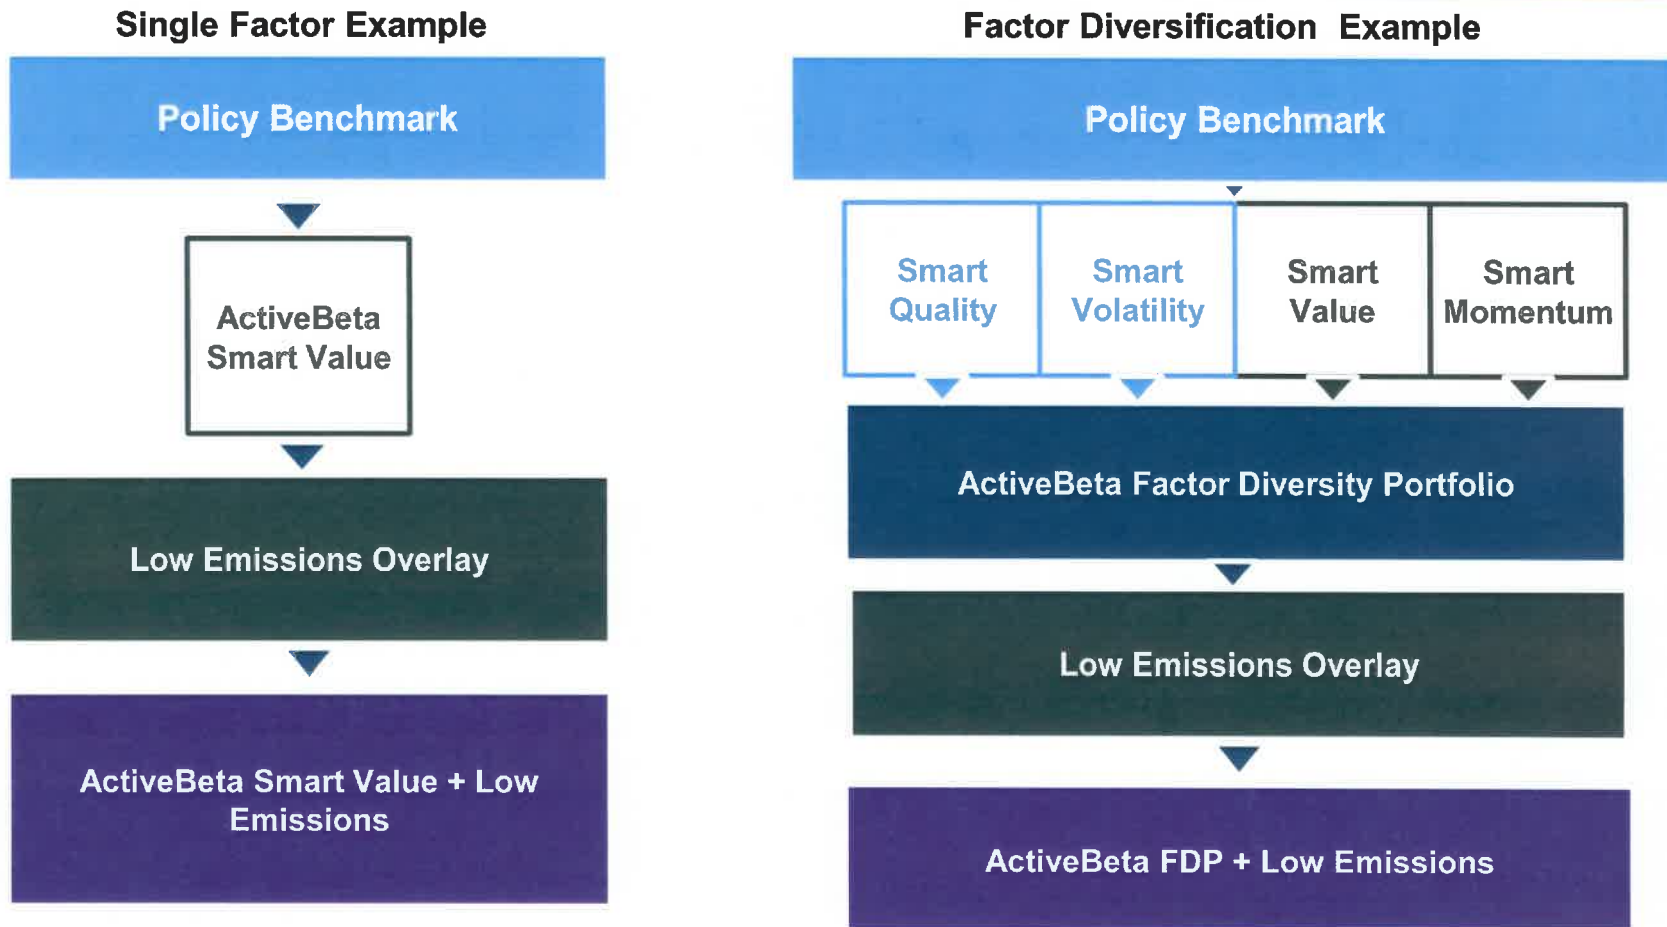 Single Factor Example
Policy Benchmark
ActiveBeta
Smart Value
Low Emissions Overlay
ActiveBeta Smart Value + Low
Emissions
Factor Diversification Example
Policy Benchmark
Smart
Quality
Smart
Volatility
Smart
Value
Smart
Momentum
ActiveBeta Factor Diversity Portfolio
Low Emissions Overlay
ActiveBeta FDP + Low Emissions